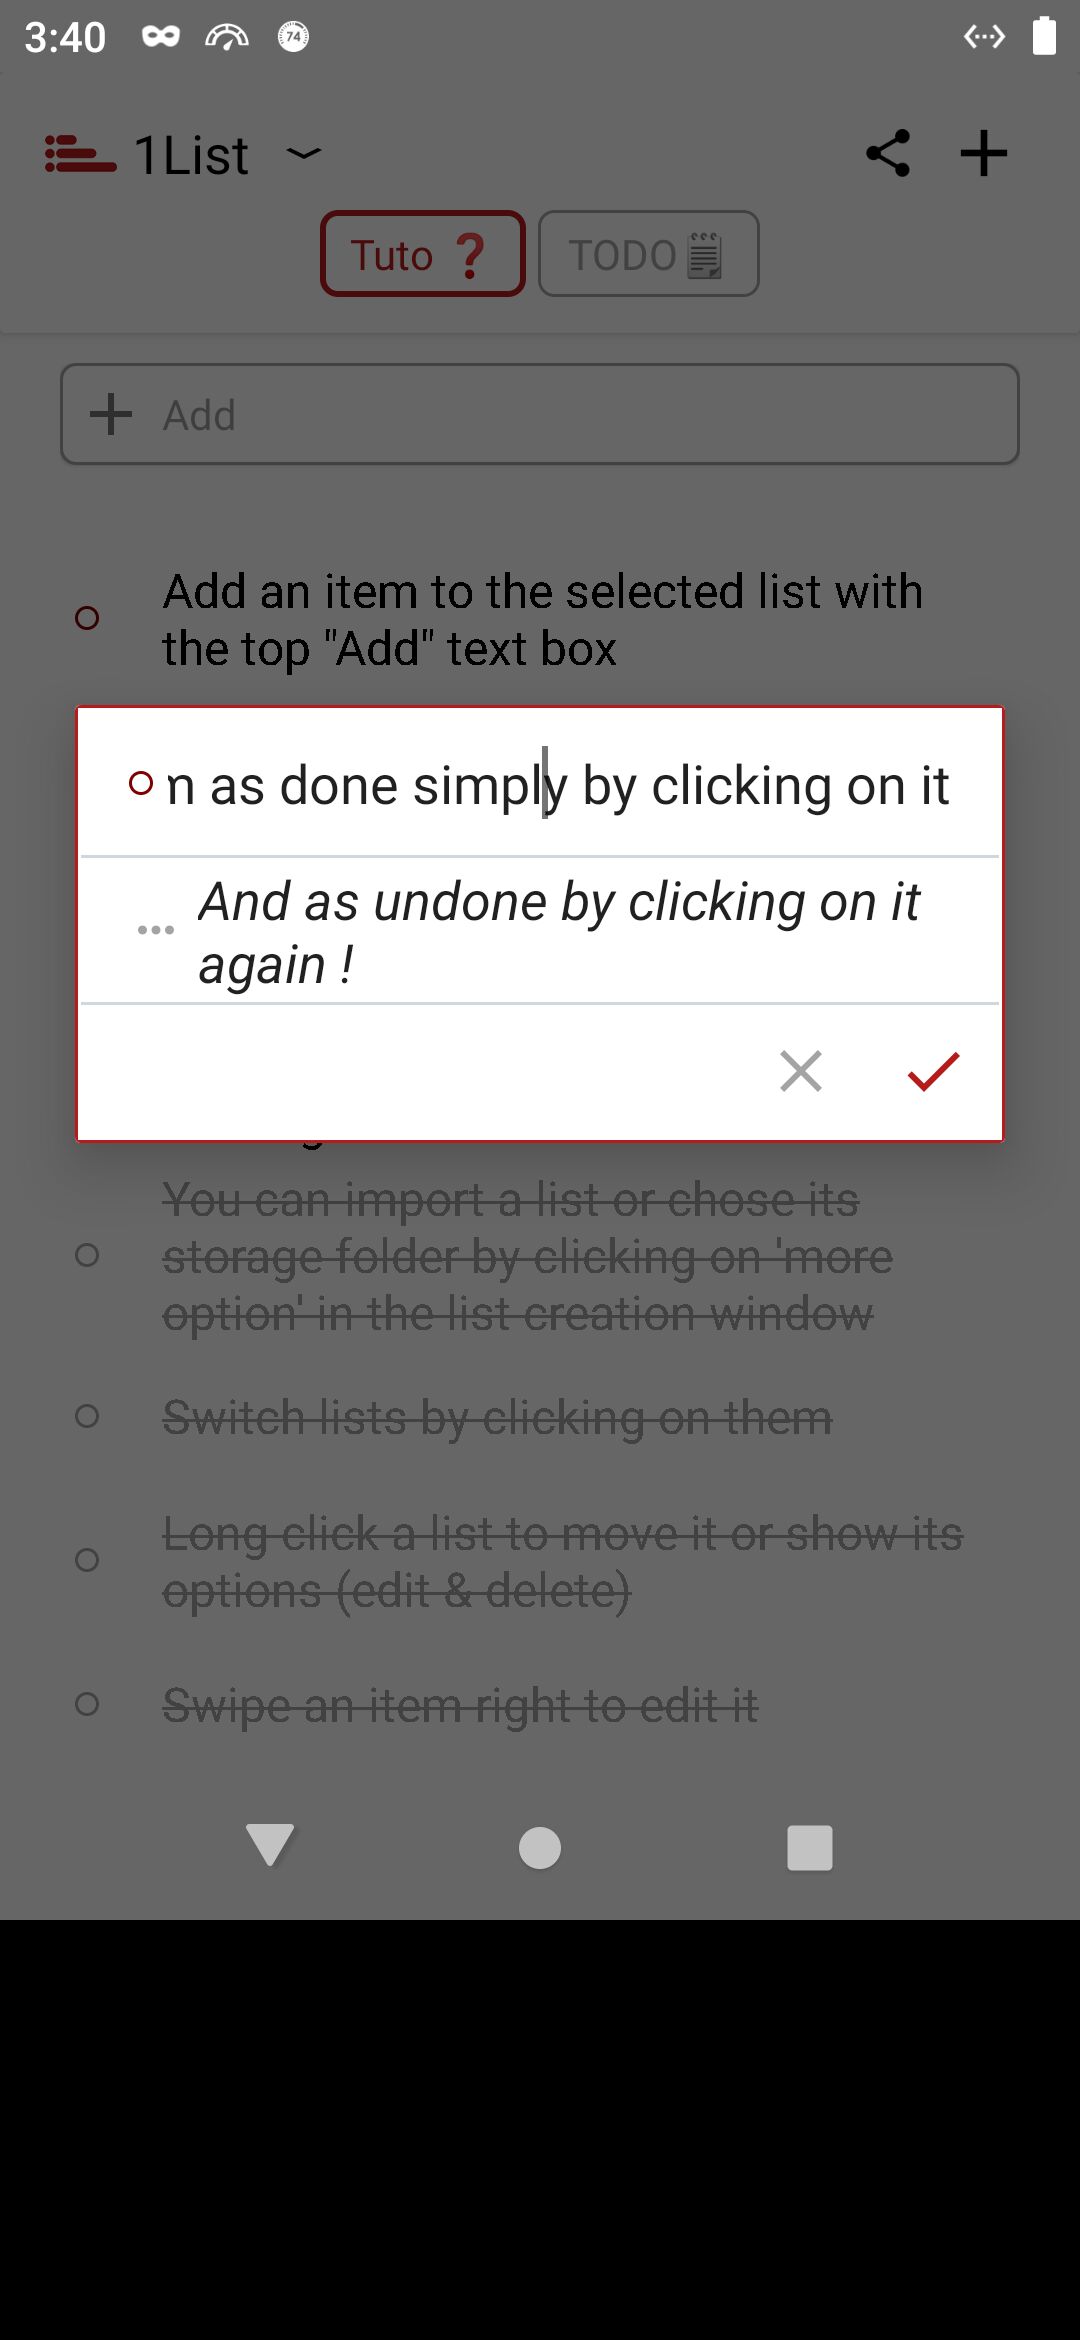 3:40
74
1List
Tuto ❓
TODO
Add
Add an item to the selected list with
the top "Add" text box
n as done simply by clicking on it
And as undone by clicking on it
again !
You can import a list or chose its
storage folder by clicking on 'more
option' in the list creation window
Switch lists by clicking on them
Long click a list to move it or show its
options (edit & delete)
Swipe an item right to edit it